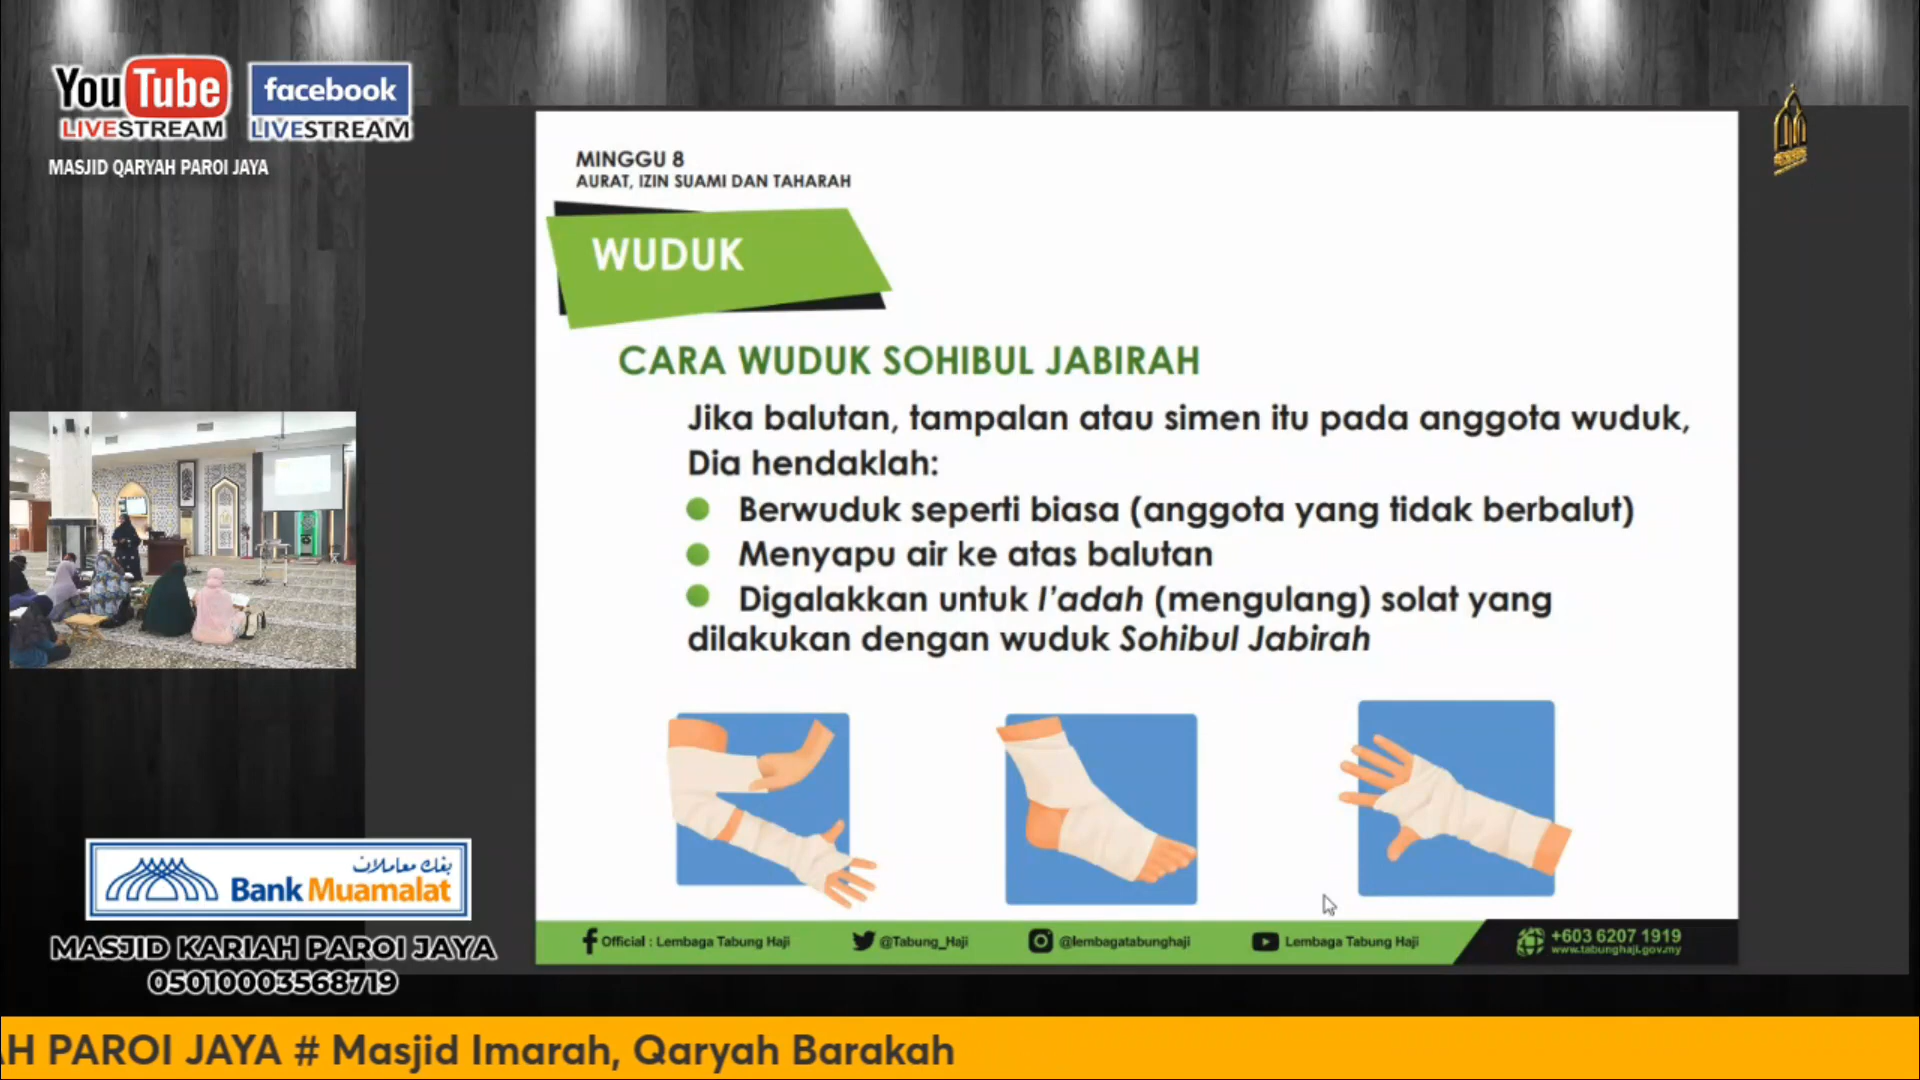 YouTube
LIVESTREAM
facebook
LIVESTREAM
MASJID QARYAH PAROI JAYA
MINGGU 8
AURAT, IZIN SUAMI DAN TAHARAH
WUDUK
CARA WUDUK SOHIBUL JABIRAH
Jika balutan, tampalan atau simen itu pada anggota wuduk,
Dia hendaklah:
Berwuduk seperti biasa (anggota yang tidak berbalut)
Menyapu air ke atas balutan
Digalakkan untuk I'adah (mengulang) solat yang
dilakukan dengan wuduk Sohibul Jabirah
Official : Lembaga Tabung Haji
@Tabung_Haji
@lembagatabunghaji
Lembaga Tabung Haji
+603 6207 1919
www.tabunghaji.gov.my
بنك معاملات
Bank Muamalat
MASJID KARIAH PAROI JAYA
05010003568719
AH PAROI JAYA # Masjid Imarah, Qaryah Barakah